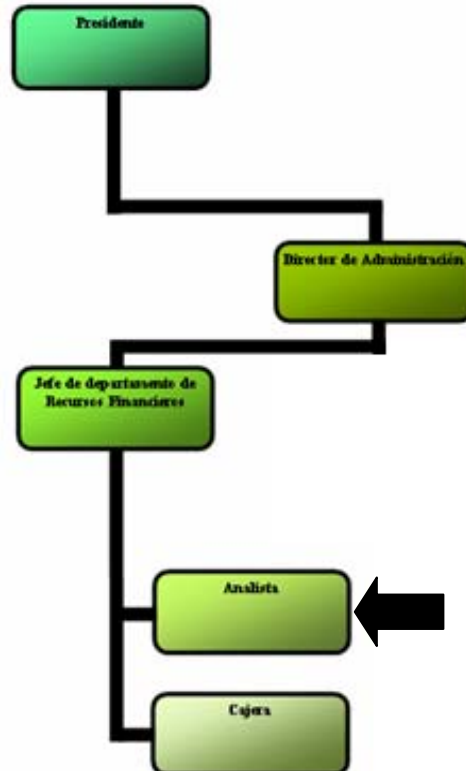 Presidente
Director de Administración
Jefe de departamento de
Recursos Financieros
Analista
Cajera